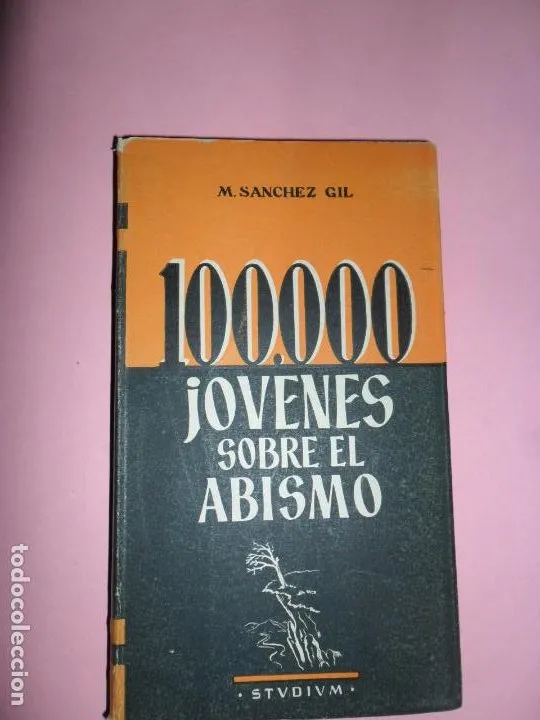 M. SANCHEZ GIL
100.000
jOVENES
SOBRE EL
ABISMO
· STVDIVM ·
todocoleccion